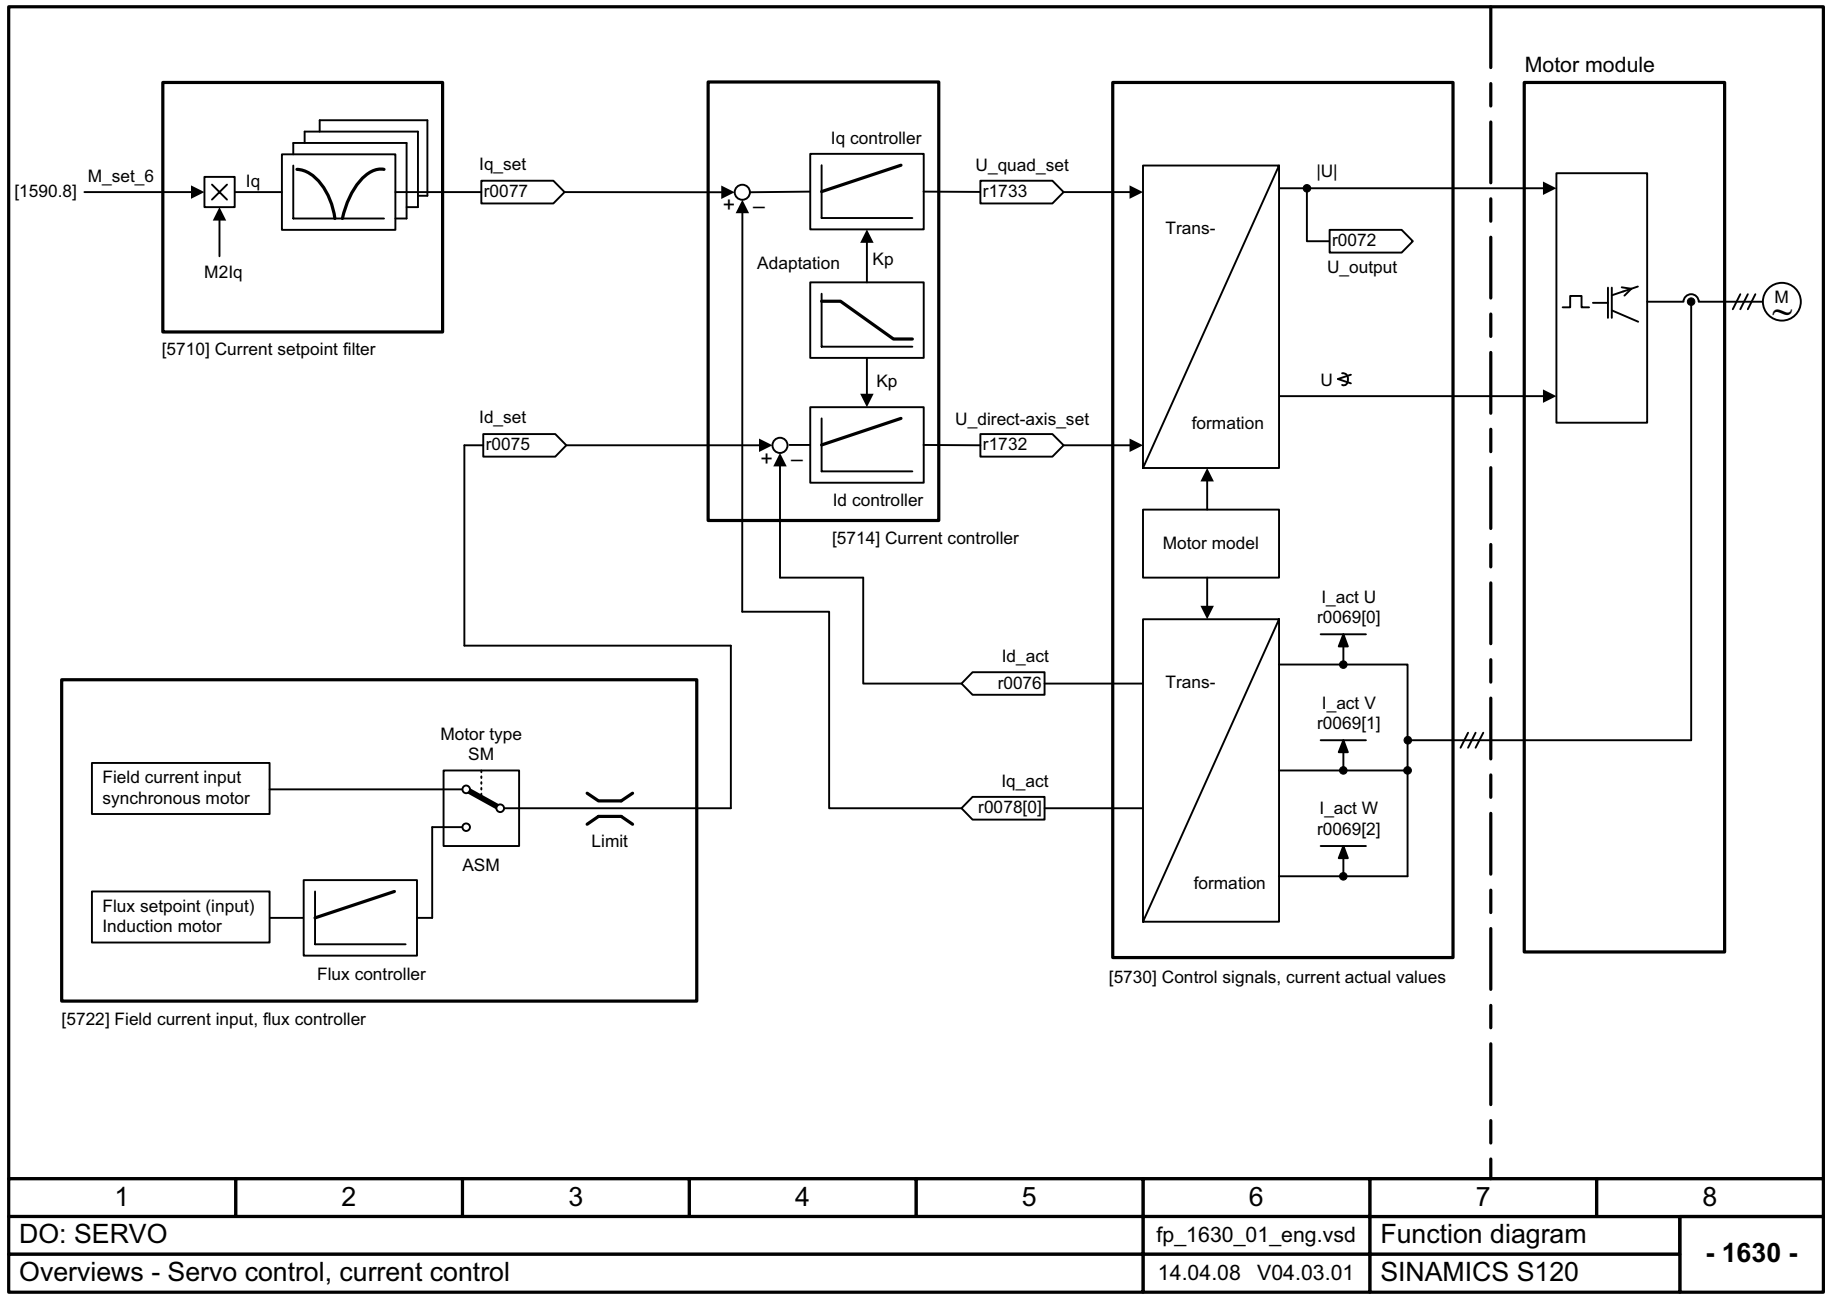 Motor module
[1590.8]
M_set_6
Iq
M2Iq
[5710] Current setpoint filter
Iq_set
r0077
Iq controller
+
–
Adaptation
Kp
Kp
Id_set
r0075
+
–
Id controller
[5714] Current controller
U_quad_set
r1733
U_direct-axis_set
r1732
Trans-
formation
|U|
r0072
U_output
U
M
~
Motor model
I_act U
r0069[0]
I_act V
r0069[1]
I_act W
r0069[2]
Id_act
r0076
Iq_act
r0078[0]
Trans-
formation
[5730] Control signals, current actual values
Motor type
SM
Field current input
synchronous motor
ASM
Limit
Flux setpoint (input)
Induction motor
Flux controller
[5722] Field current input, flux controller
1 2 3 4 5 6 7 8
DO: SERVO
fp_1630_01_eng.vsd
Function diagram
- 1630 -
Overviews - Servo control, current control
14.04.08 V04.03.01
SINAMICS S120